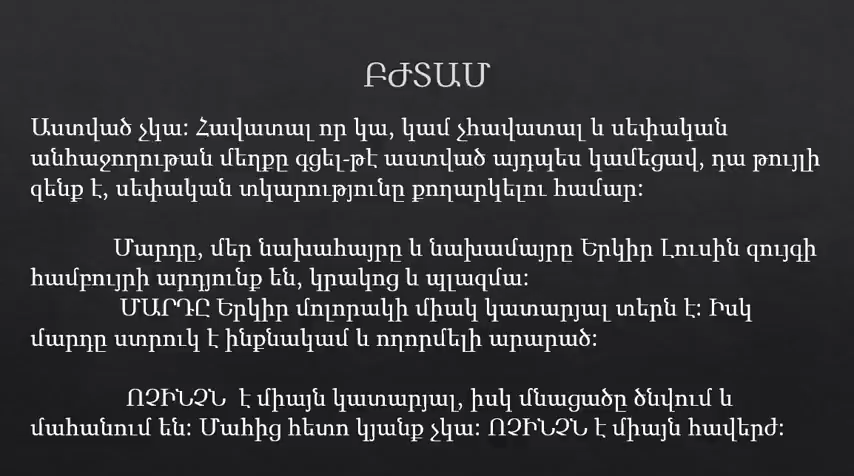 ԲԺՏԱՄ
Աստված չկա: Հավատալ որ կա, կամ չհավատալ և սեփական
անհաջողութան մեղքը գցել-թէ աստված այդպես կամեցավ, դա թույլի
զենք է, սեփական տկարությունը քողարկելու համար:
Մարդը, մեր նախահայրը և նախամայրը Երկիր Լուսին զույգի
համբույրի արդյունք են, կրակոց և պլազմա:
ՄԱՐԴԸ Երկիր մոլորակի միակ կատարյալ տերն է: Իսկ
մարդը ստրուկ է ինքնակամ և ողորմելի արարած:
ՈՉԻՆՉՆ է միայն կատարյալ, իսկ մնացածը ծնվում և
մահանում են: Մահից հետո կյանք չկա: ՈՉԻՆՉՆ է միայն հավերժ: